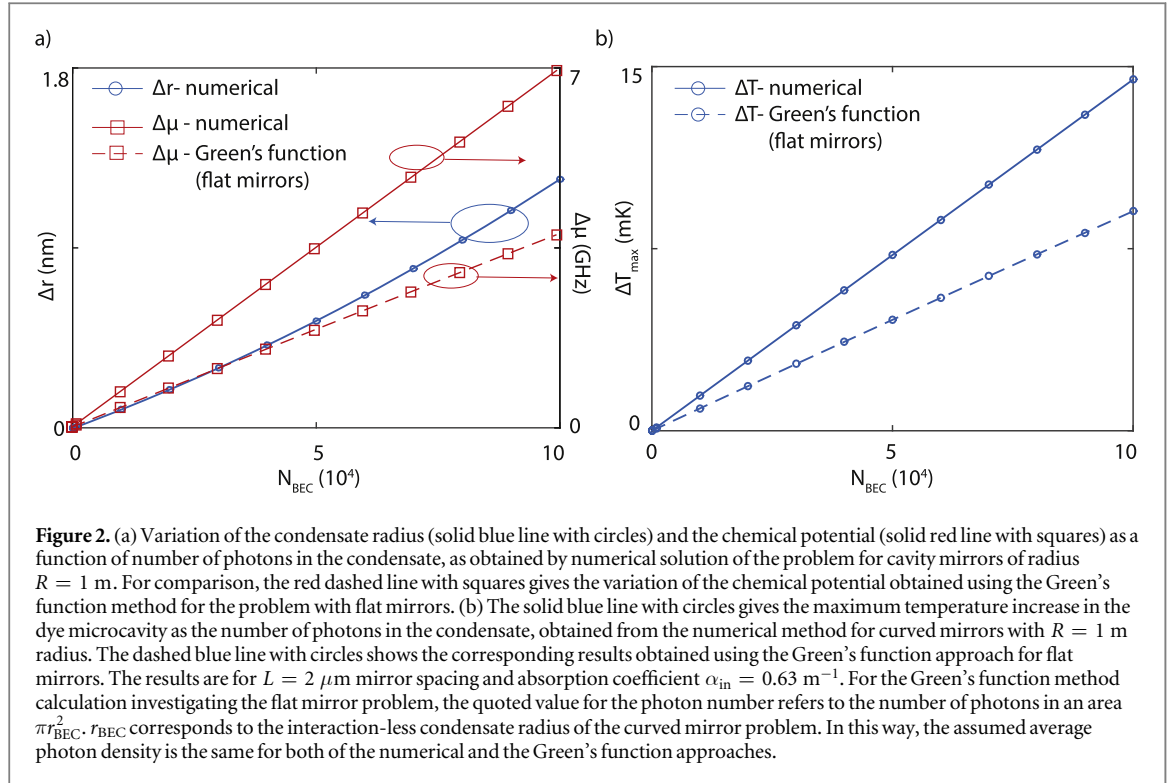 a)
1.8
Δr- numerical
Δμ - numerical
Δμ - Green's function
(flat mirrors)
7
Δr (nm)
Δμ (GHz)
0
0
0
5
10
N_BEC (10⁴)
b)
15
ΔT- numerical
ΔT- Green's function
(flat mirrors)
ΔT_max (mK)
0
0
5
10
N_BEC (10⁴)
Figure 2. (a) Variation of the condensate radius (solid blue line with circles) and the chemical potential (solid red line with squares) as a
function of number of photons in the condensate, as obtained by numerical solution of the problem for cavity mirrors of radius
R = 1 m. For comparison, the red dashed line with squares gives the variation of the chemical potential obtained using the Green's
function method for the problem with flat mirrors. (b) The solid blue line with circles gives the maximum temperature increase in the
dye microcavity as the number of photons in the condensate, obtained from the numerical method for curved mirrors with R = 1 m
radius. The dashed blue line with circles shows the corresponding results obtained using the Green's function approach for flat
mirrors. The results are for L = 2 μm mirror spacing and absorption coefficient α_in = 0.63 m⁻¹. For the Green's function method
calculation investigating the flat mirror problem, the quoted value for the photon number refers to the number of photons in an area
πr²_BEC. r_BEC corresponds to the interaction-less condensate radius of the curved mirror problem. In this way, the assumed average
photon density is the same for both of the numerical and the Green's function approaches.